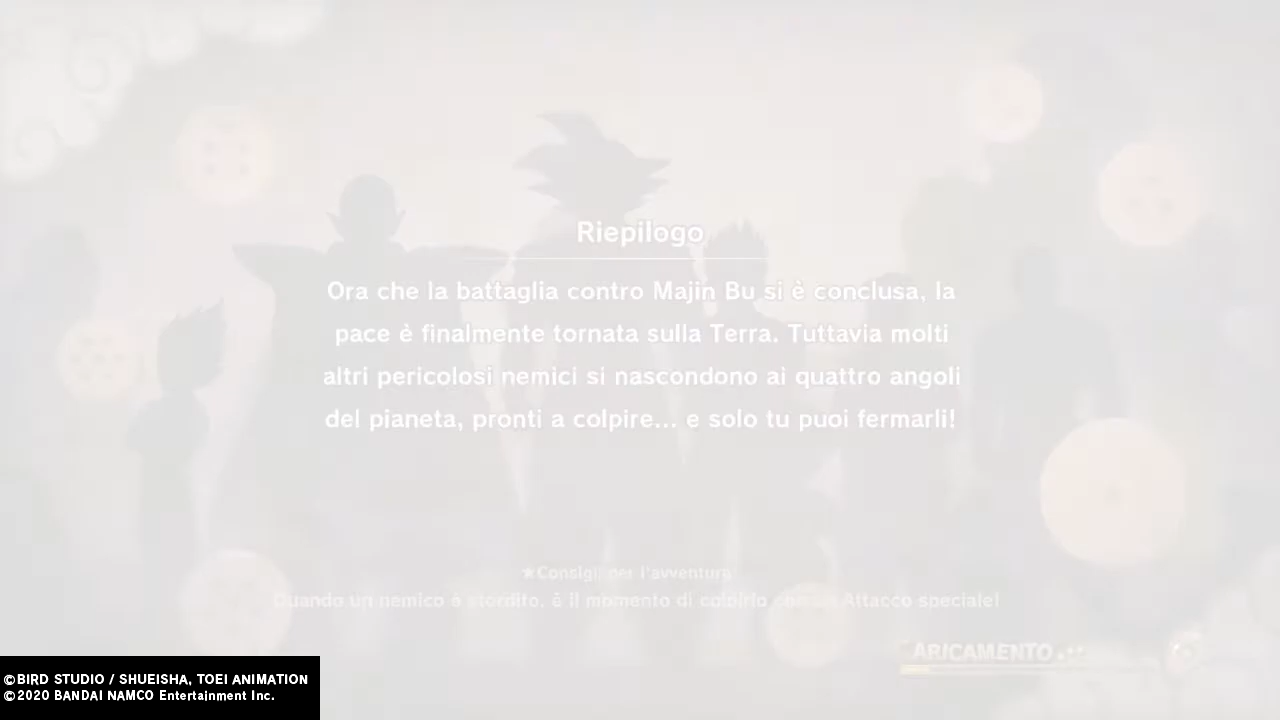 Riepilogo
Ora che la battaglia contro Majin Bu si è conclusa, la
pace è finalmente tornata sulla Terra. Tuttavia molti
altri pericolosi nemici si nascondono ai quattro angoli
del pianeta, pronti a colpire... e solo tu puoi fermarli!
★Consigli per l'avventura
Quando un nemico è stordito, è il momento di colpirlo con un Attacco speciale!
CARICAMENTO
©BIRD STUDIO / SHUEISHA, TOEI ANIMATION
©2020 BANDAI NAMCO Entertainment Inc.